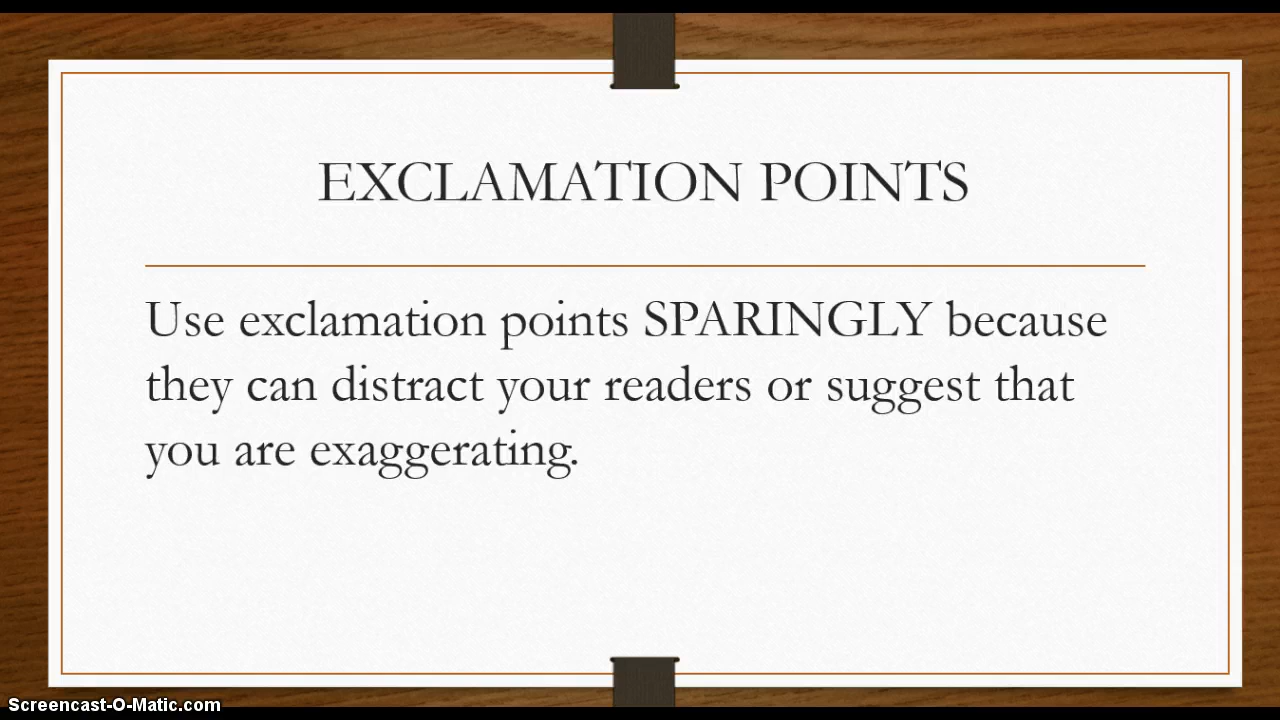 EXCLAMATION POINTS
Use exclamation points SPARINGLY because
they can distract your readers or suggest that
you are exaggerating.
Screencast-O-Matic.com